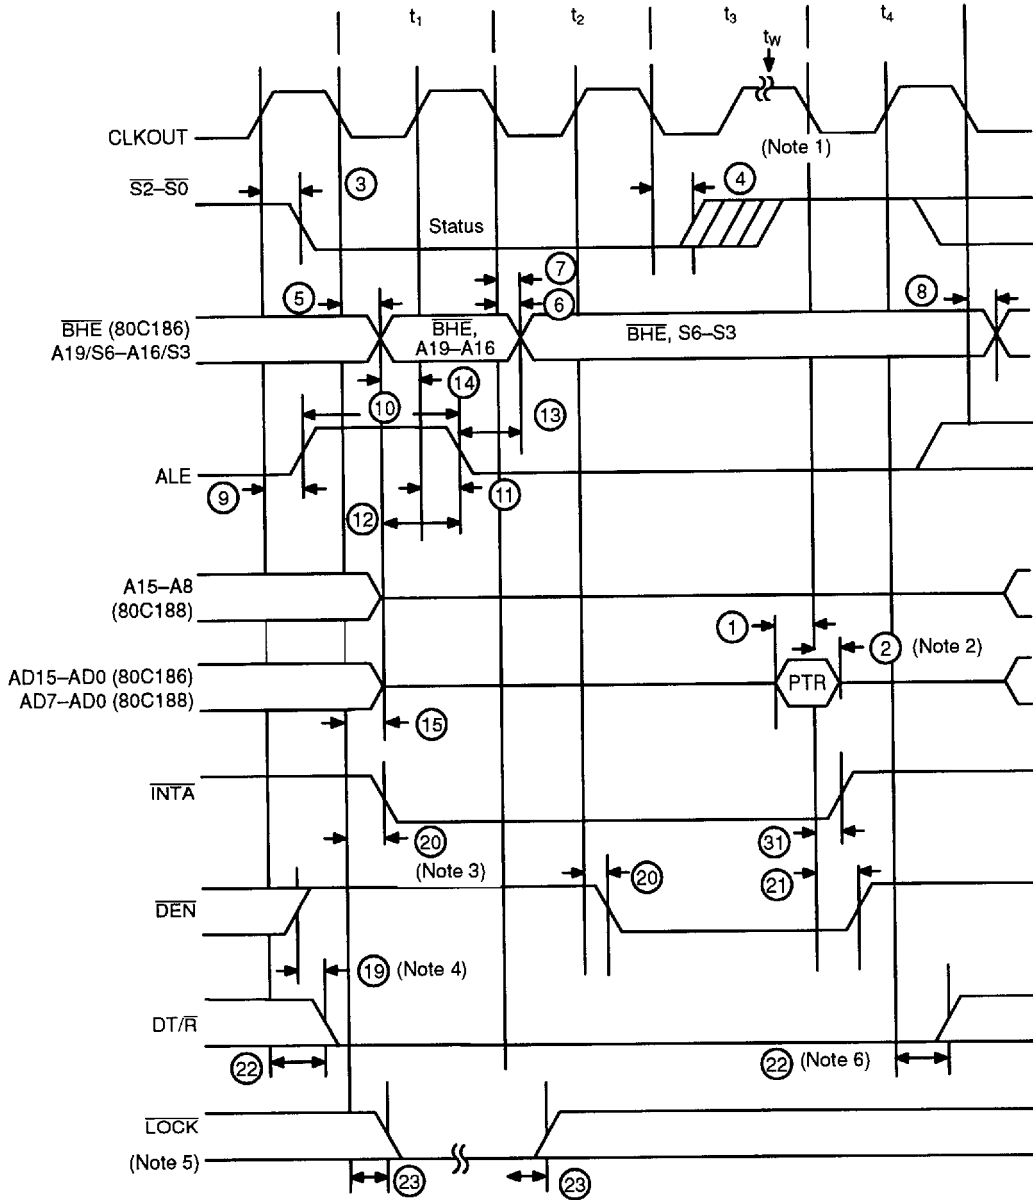 t1 t2 t3 t4
tW
CLKOUT
(Note 1)
S2–S0
3
4
Status
7
5
6
8
BHE (80C186)
A19/S6–A16/S3
BHE,
A19–A16
BHE, S6–S3
14
10
13
ALE
9
11
12
A15–A8
(80C188)
1
2 (Note 2)
AD15–AD0 (80C186)
AD7–AD0 (80C188)
PTR
15
INTA
20
(Note 3)
31
20
21
DEN
19 (Note 4)
DT/R
22
22 (Note 6)
LOCK
(Note 5)
23
23